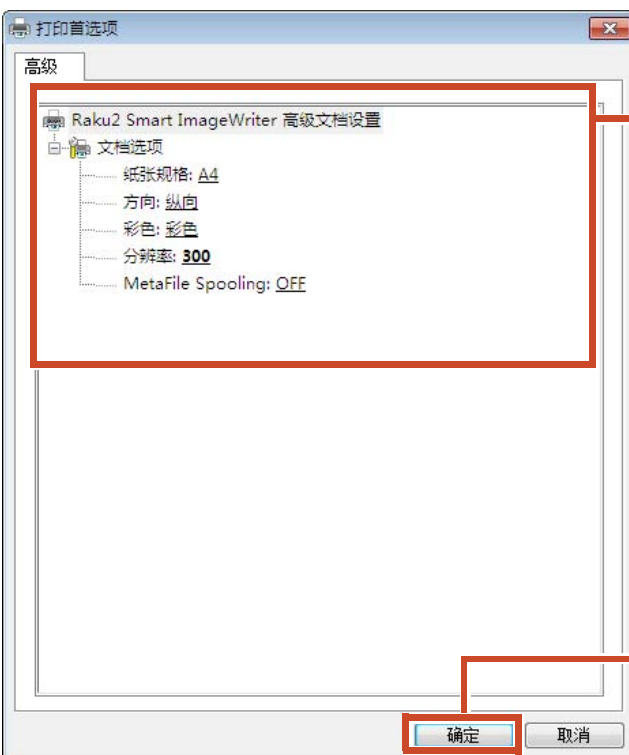 打印首选项
高级
Raku2 Smart ImageWriter 高级文档设置
文档选项
纸张规格: A4
方向: 纵向
彩色: 彩色
分辨率: 300
MetaFile Spooling: OFF
确定
取消